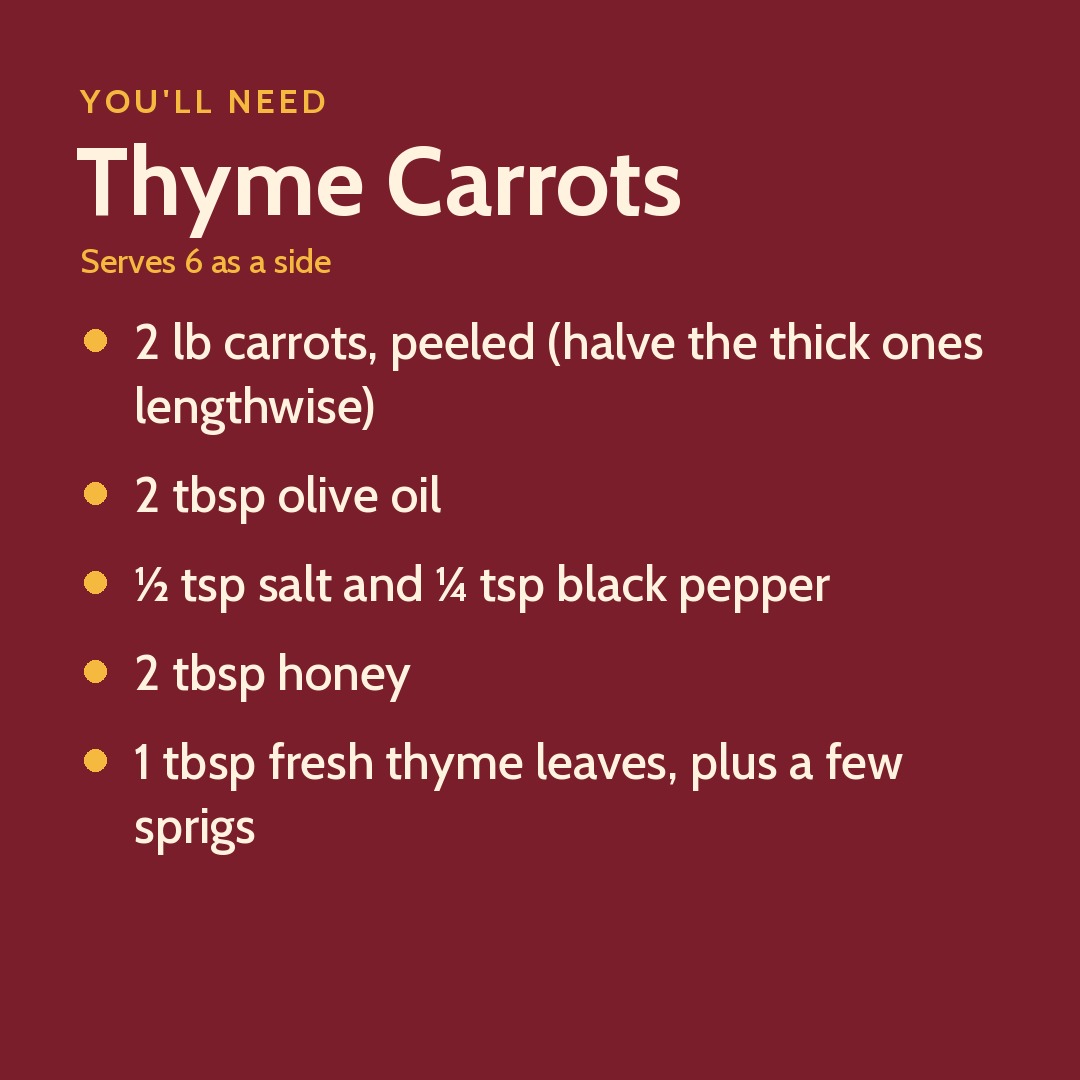 YOU'LL NEED
Thyme Carrots
Serves 6 as a side
2 lb carrots, peeled (halve the thick ones
lengthwise)
2 tbsp olive oil
½ tsp salt and ¼ tsp black pepper
2 tbsp honey
1 tbsp fresh thyme leaves, plus a few
sprigs